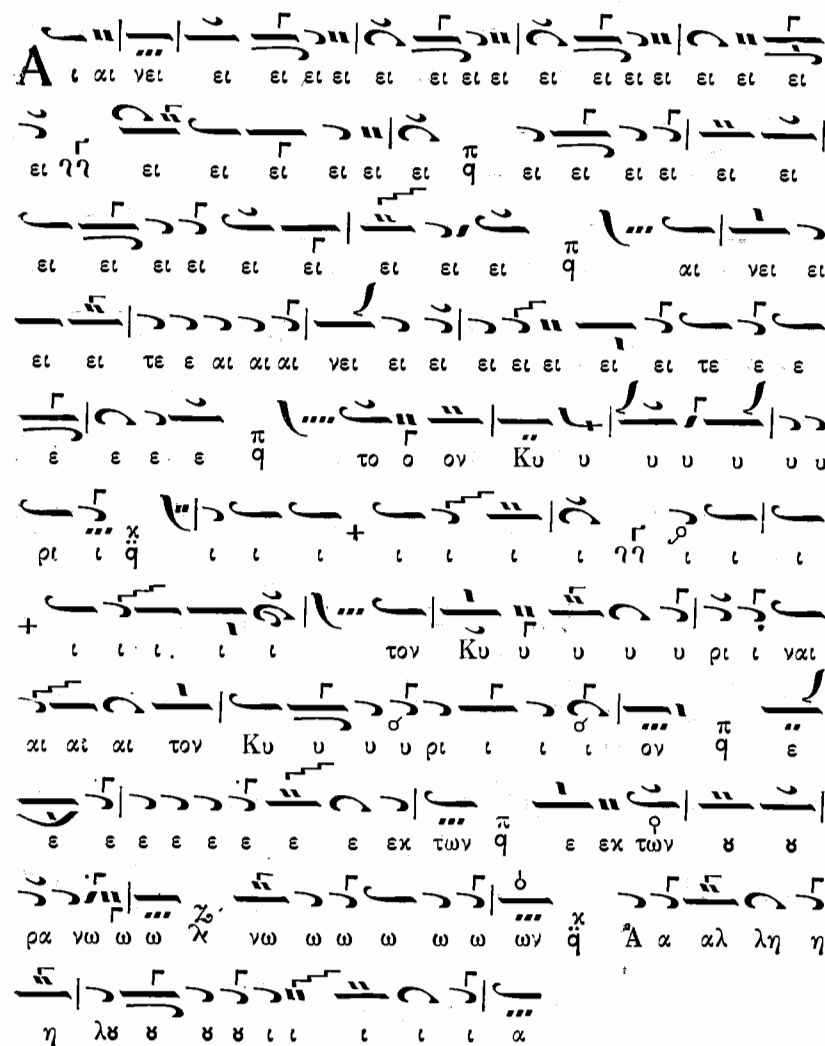 Α ι αι νει ει ει ει ει ει ει ει ει ει ει ει ει ει ει ει
ει γγ ει ει ει ει ει ει π q ει ει ει ει ει ει
ει ει ει ει ει ει ει ει ει π q αι νει ει
ει ει τε ε αι αι αι νει ει ει ει ει ει ει ει τε ε ε
ε ε ε ε π q το ο ον Κυ υ υ υ υ υ υ
ρι ι κ q ι ι ι ι ι ι ι γγ ι ι ι
ι ι ι. ι ι τον Κυ υ υ υ υ ρι ι ναι
αι αι αι τον Κυ υ υ υ ρι ι ι ι ον π q ε
ε ε ε ε ε ε ε ε εκ των π q ε εκ των ȣ ȣ
ρα νω ω ω Ζ λ νω ω ω ω ω ω ων κ q Α α αλ λη η
η λȣ ȣ ȣ ȣ ι ι ι ι ι α